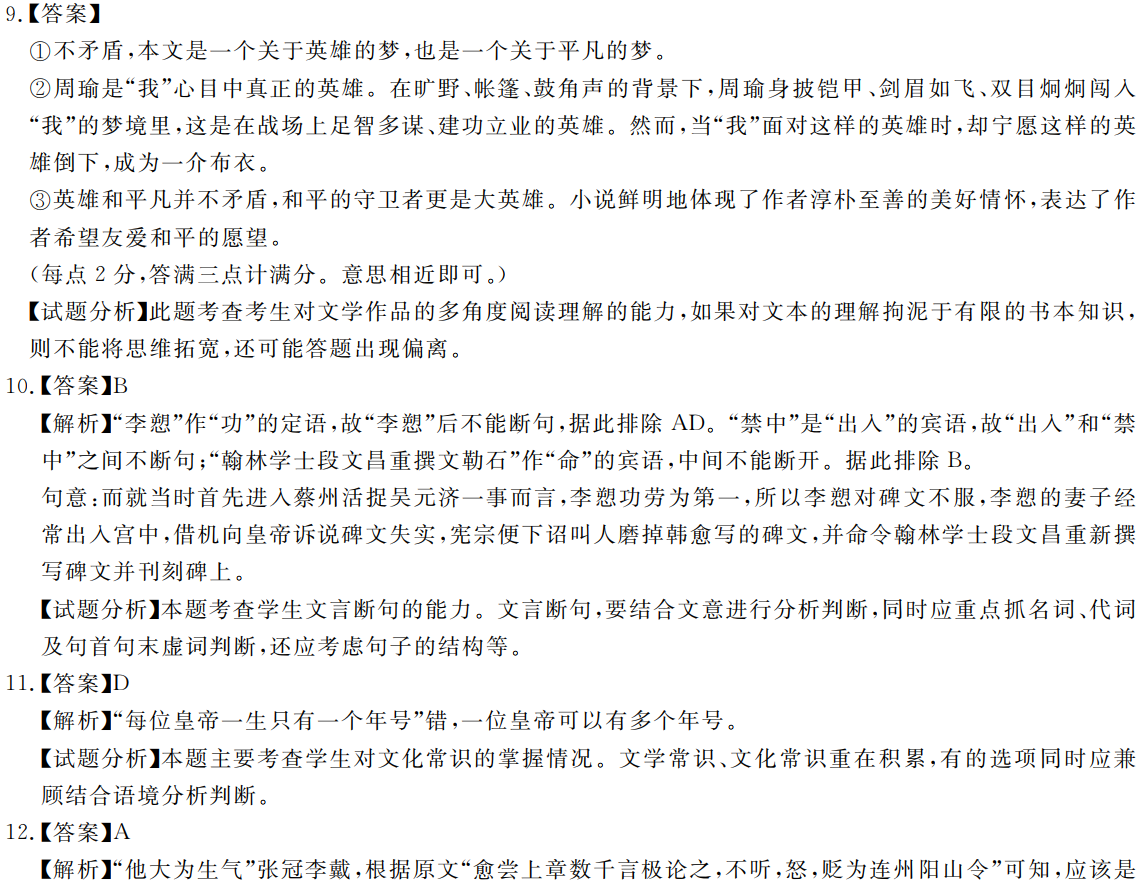 9.【答案】
①不矛盾,本文是一个关于英雄的梦,也是一个关于平凡的梦。
②周瑜是“我”心目中真正的英雄。在旷野、帐篷、鼓角声的背景下,周瑜身披铠甲、剑眉如飞、双目炯炯闯入
“我”的梦境里,这是在战场上足智多谋、建功立业的英雄。然而,当“我”面对这样的英雄时,却宁愿这样的英
雄倒下,成为一介布衣。
③英雄和平凡并不矛盾,和平的守卫者更是大英雄。小说鲜明地体现了作者淳朴至善的美好情怀,表达了作
者希望友爱和平的愿望。
(每点 2 分,答满三点计满分。意思相近即可。)
【试题分析】此题考查考生对文学作品的多角度阅读理解的能力,如果对文本的理解拘泥于有限的书本知识,
则不能将思维拓宽,还可能答题出现偏离。
10.【答案】B
【解析】“李愬”作“功”的定语,故“李愬”后不能断句,据此排除 AD。“禁中”是“出入”的宾语,故“出入”和“禁
中”之间不断句;“翰林学士段文昌重撰文勒石”作“命”的宾语,中间不能断开。据此排除 B。
句意:而就当时首先进入蔡州活捉吴元济一事而言,李愬功劳为第一,所以李愬对碑文不服,李愬的妻子经
常出入宫中,借机向皇帝诉说碑文失实,宪宗便下诏叫人磨掉韩愈写的碑文,并命令翰林学士段文昌重新撰
写碑文并刊刻碑上。
【试题分析】本题考查学生文言断句的能力。文言断句,要结合文意进行分析判断,同时应重点抓名词、代词
及句首句末虚词判断,还应考虑句子的结构等。
11.【答案】D
【解析】“每位皇帝一生只有一个年号”错,一位皇帝可以有多个年号。
【试题分析】本题主要考查学生对文化常识的掌握情况。文学常识、文化常识重在积累,有的选项同时应兼
顾结合语境分析判断。
12.【答案】A
【解析】“他大为生气”张冠李戴,根据原文“愈尝上章数千言极论之,不听,怒,贬为连州阳山令”可知,应该是